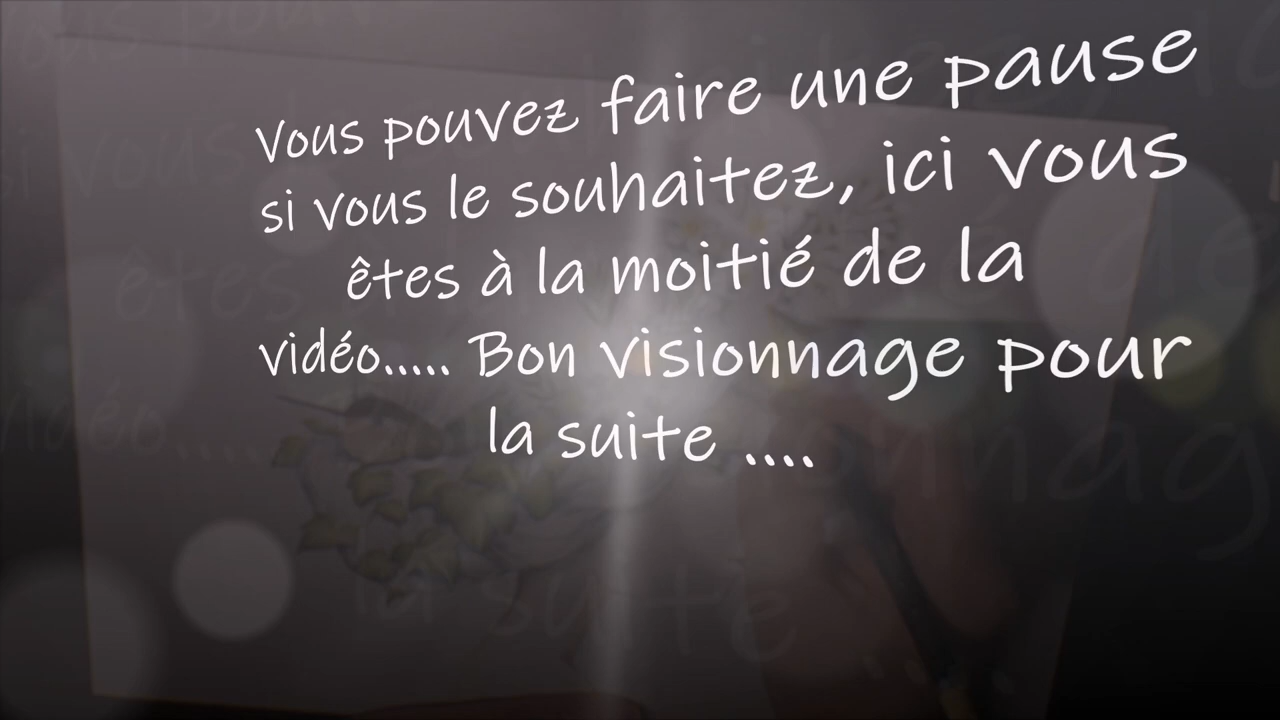 Vous pouvez faire une pause
si vous le souhaitez, ici vous
êtes à la moitié de la
vidéo..... Bon visionnage pour
la suite ....